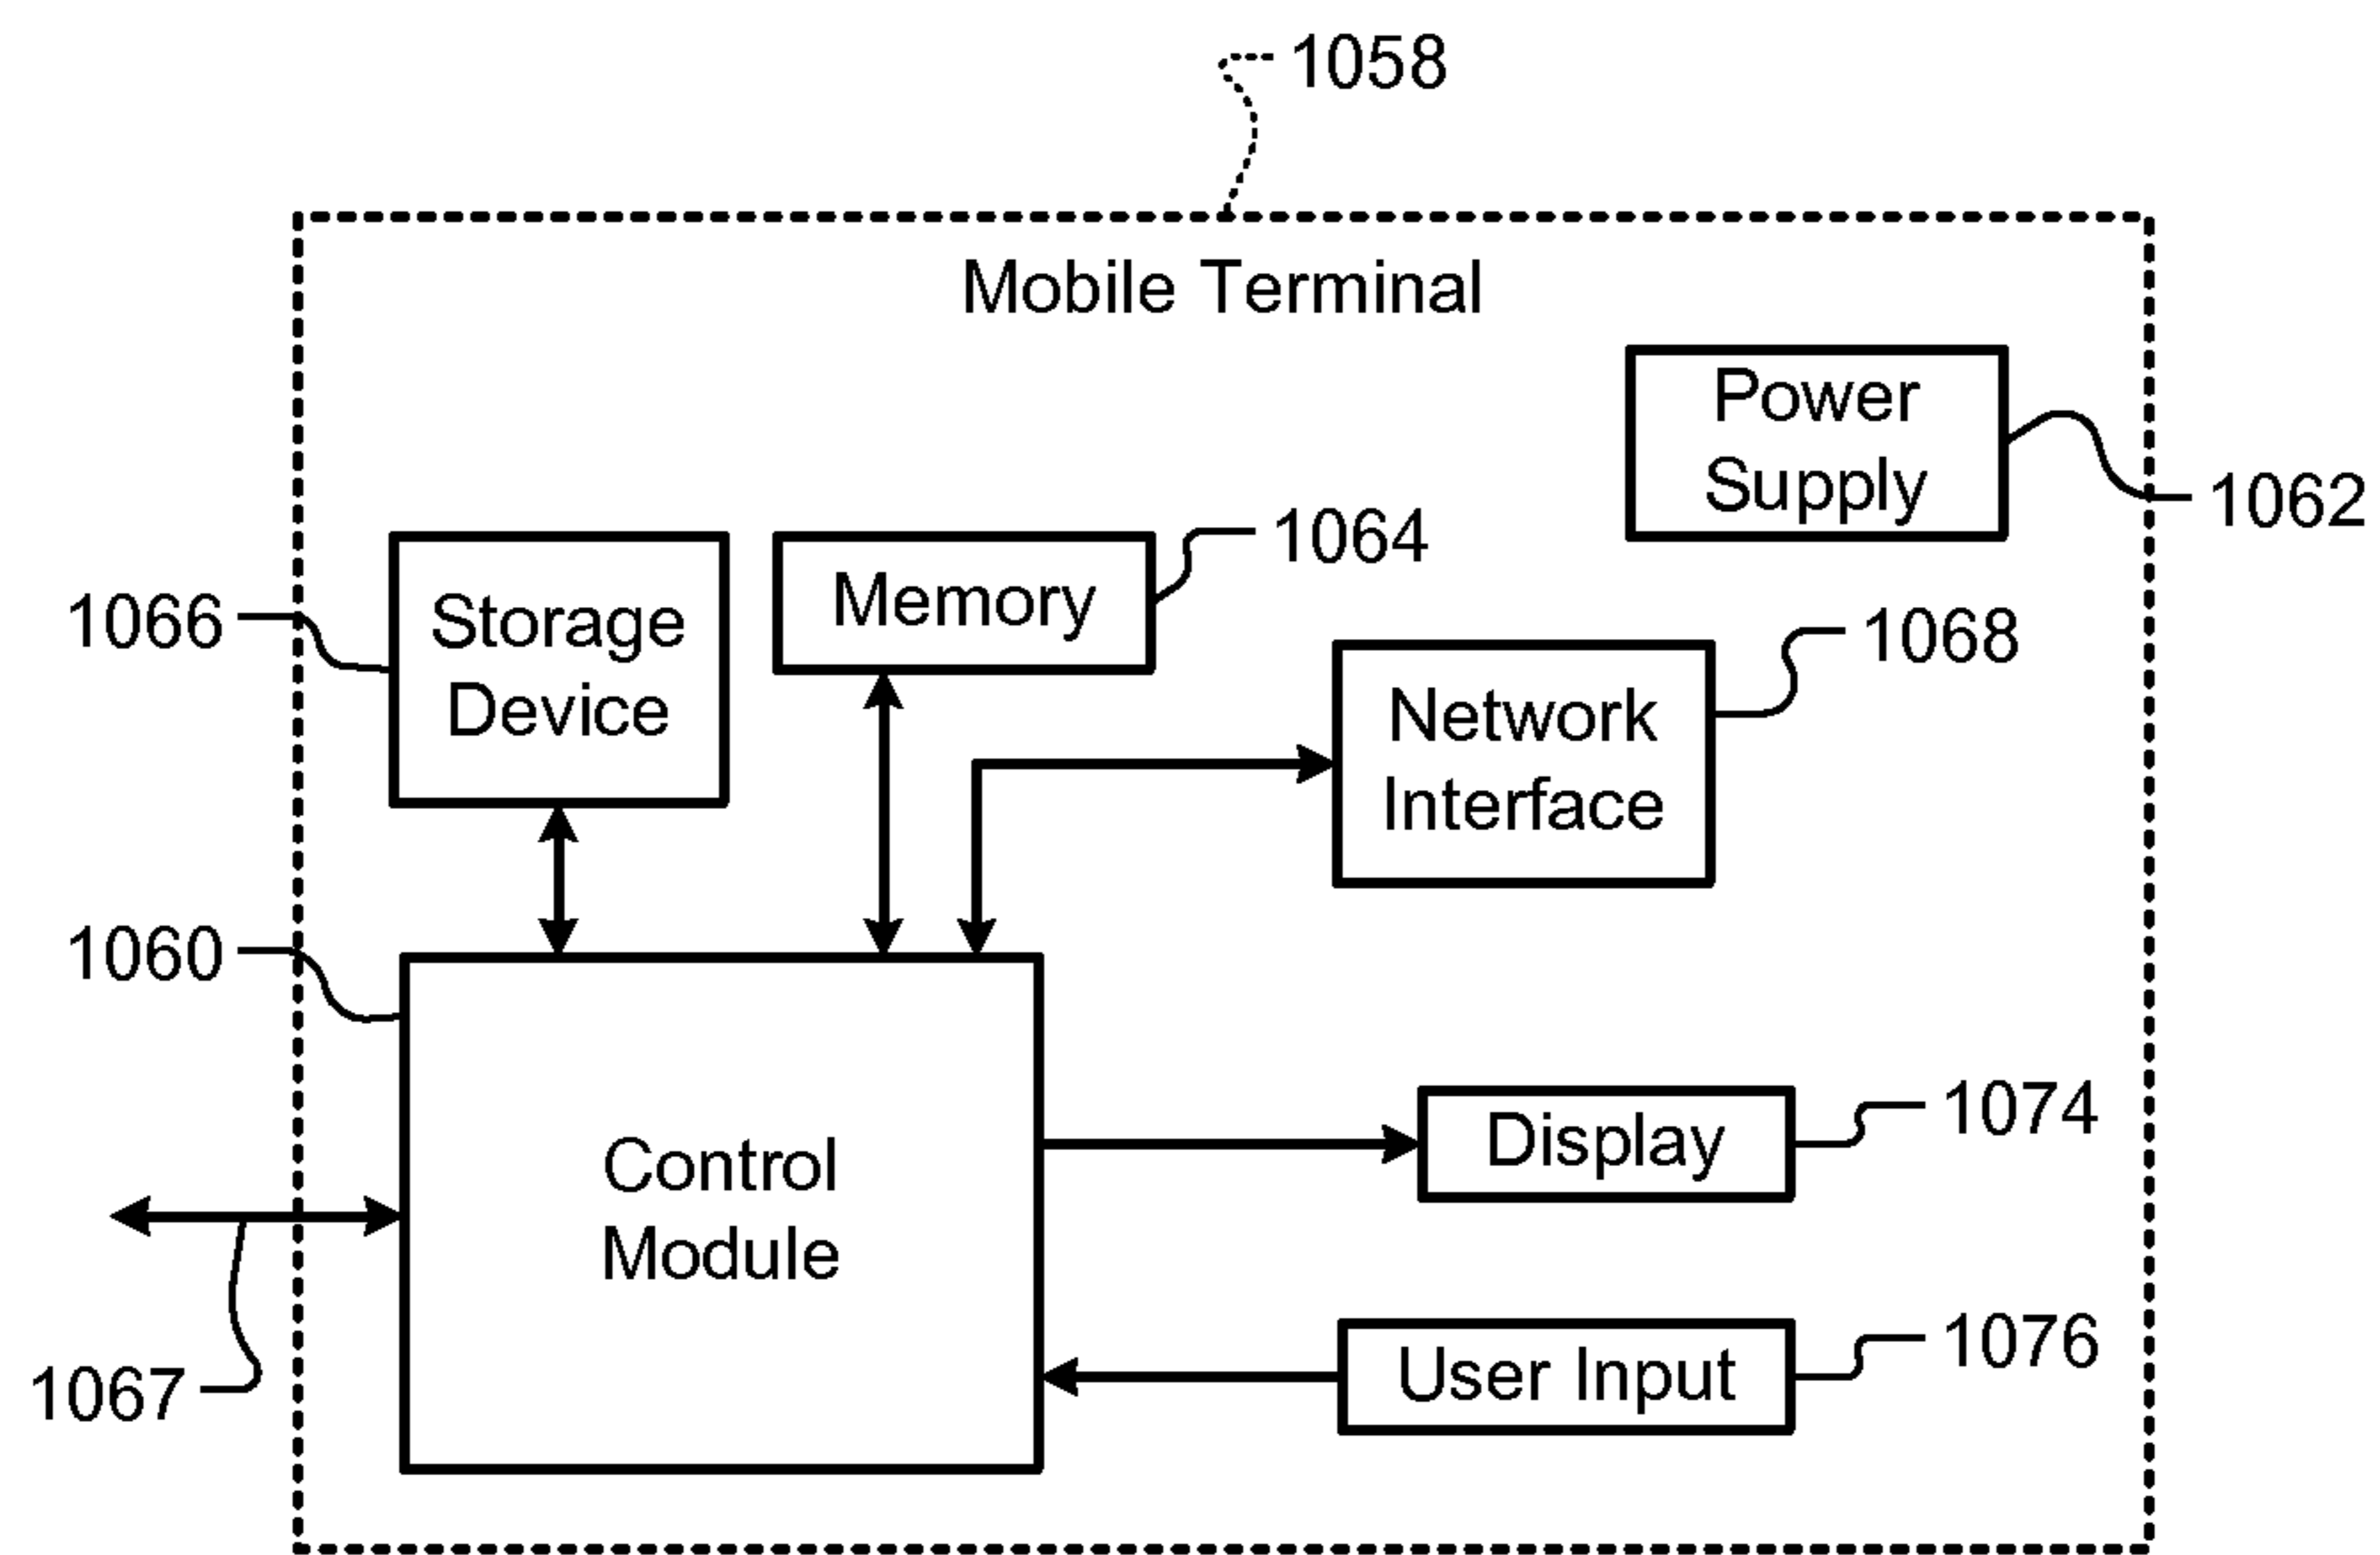 1058
Mobile Terminal
Power
Supply
1062
1064
Memory
1066
Storage
Device
1068
Network
Interface
1060
Control
Module
1074
Display
1076
User Input
1067